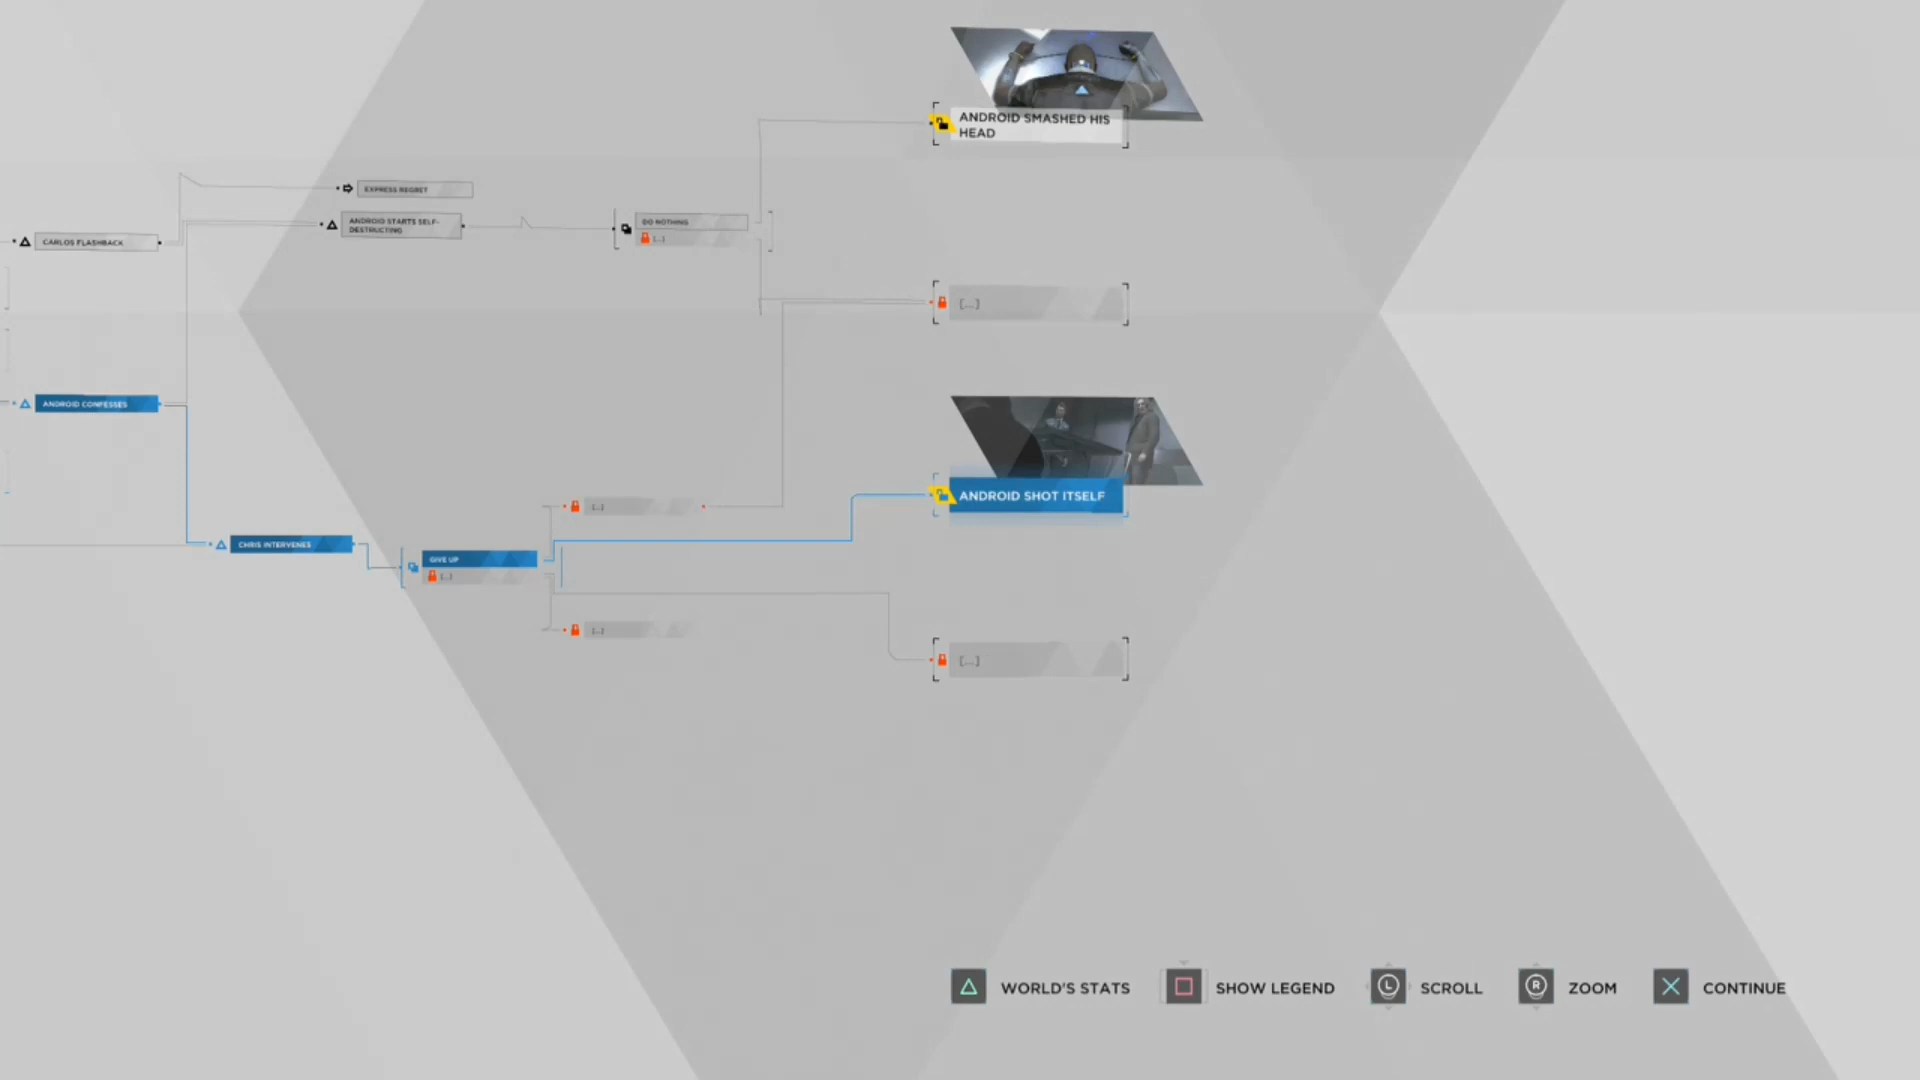 ANDROID SMASHED HIS
HEAD
EXPRESS REGRET
ANDROID STARTS SELF-
DESTRUCTING
DO NOTHING
[...]
CARLOS FLASHBACK
[...]
ANDROID CONFESSES
ANDROID SHOT ITSELF
[...]
CHRIS INTERVENES
GIVE UP
[...]
[...]
[...]
WORLD'S STATS
SHOW LEGEND
L
SCROLL
R
ZOOM
CONTINUE